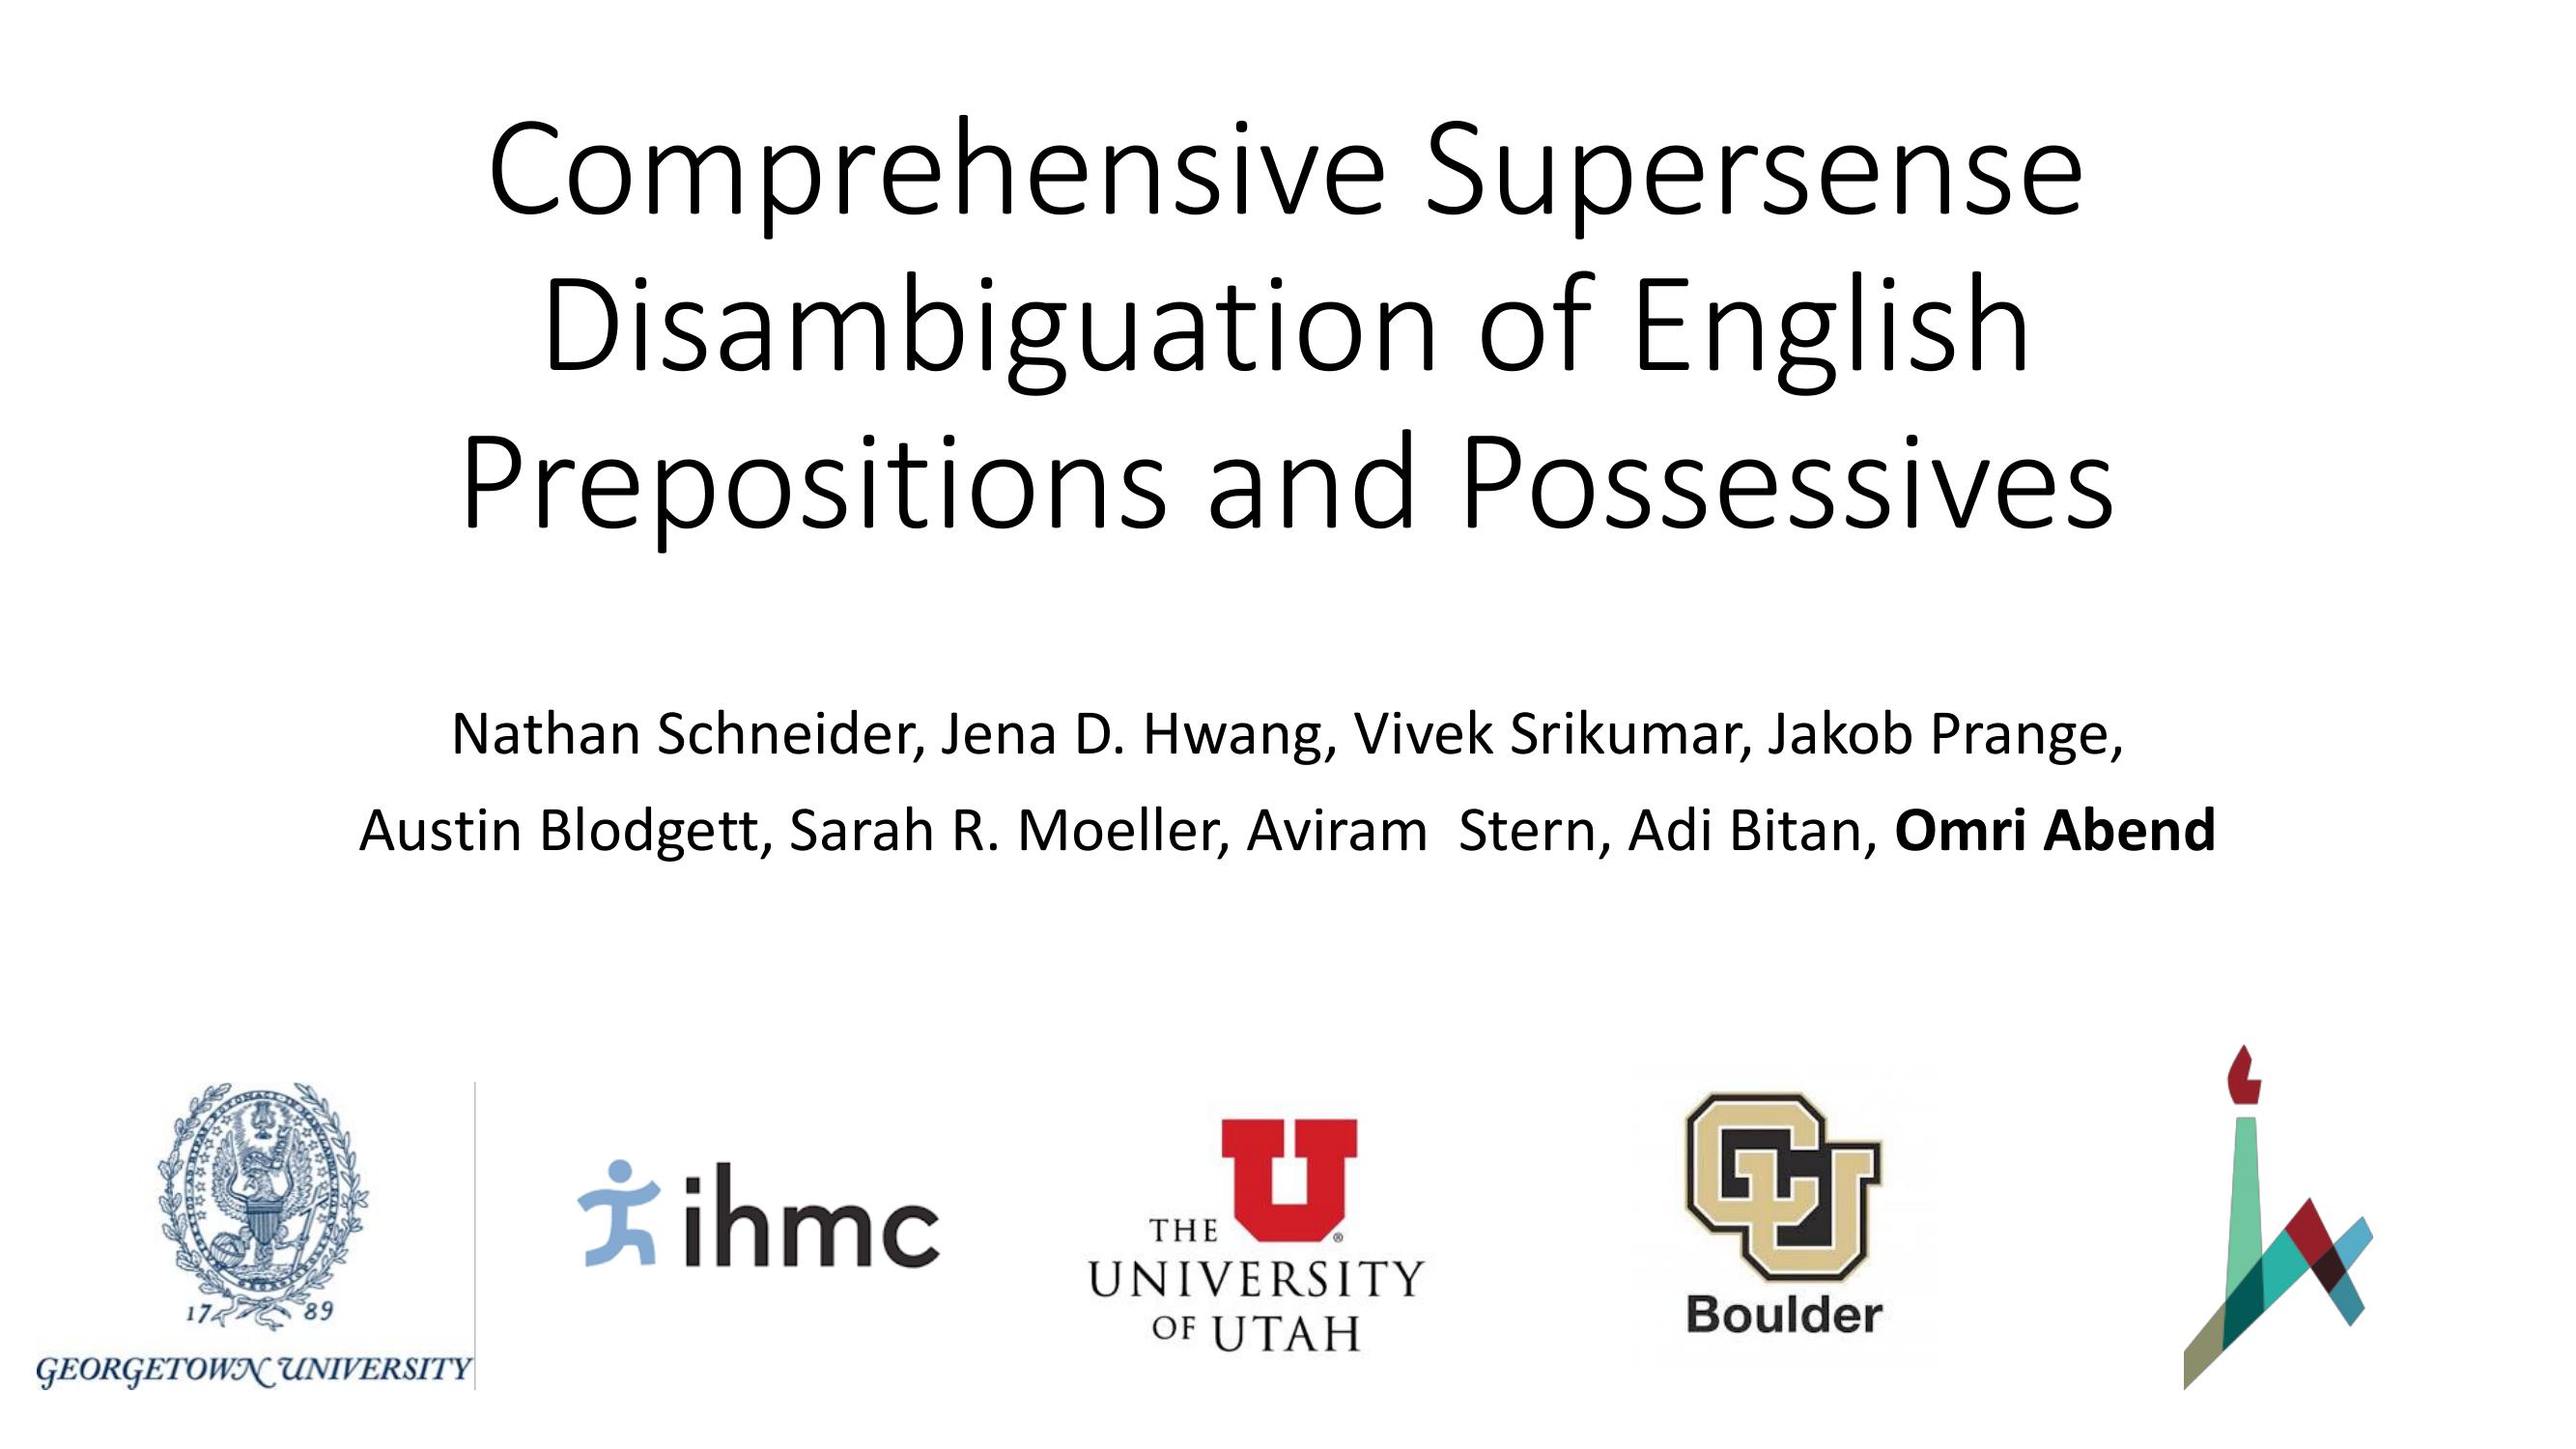 Comprehensive Supersense
Disambiguation of English
Prepositions and Possessives
Nathan Schneider, Jena D. Hwang, Vivek Srikumar, Jakob Prange,
Austin Blodgett, Sarah R. Moeller, Aviram Stern, Adi Bitan, Omri Abend
17 89
GEORGETOWN UNIVERSITY
ihmc
U
THE
UNIVERSITY
OF UTAH
CU
Boulder